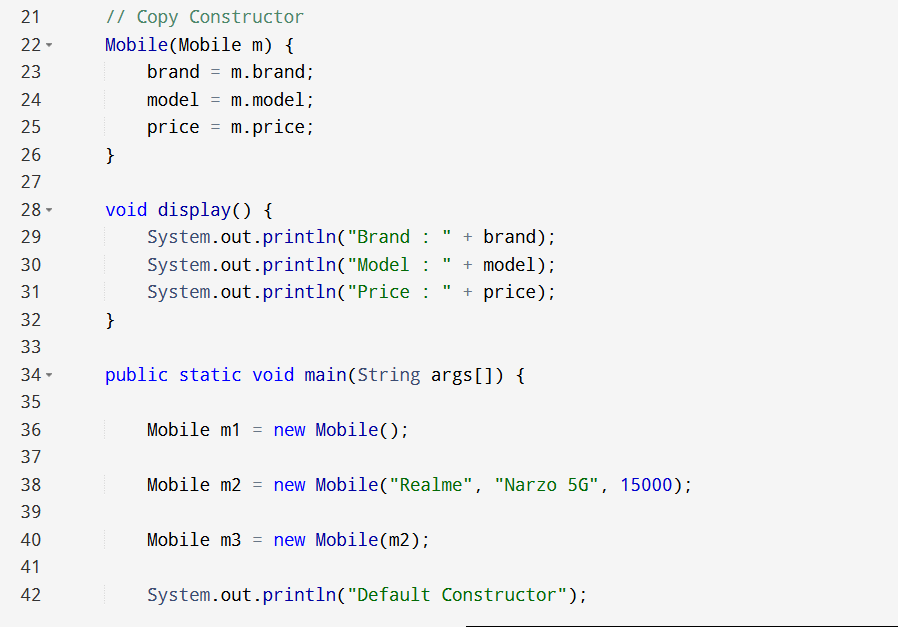 21 // Copy Constructor
22 Mobile(Mobile m) {
23 brand = m.brand;
24 model = m.model;
25 price = m.price;
26 }
27
28 void display() {
29 System.out.println("Brand : " + brand);
30 System.out.println("Model : " + model);
31 System.out.println("Price : " + price);
32 }
33
34 public static void main(String args[]) {
35
36 Mobile m1 = new Mobile();
37
38 Mobile m2 = new Mobile("Realme", "Narzo 5G", 15000);
39
40 Mobile m3 = new Mobile(m2);
41
42 System.out.println("Default Constructor");